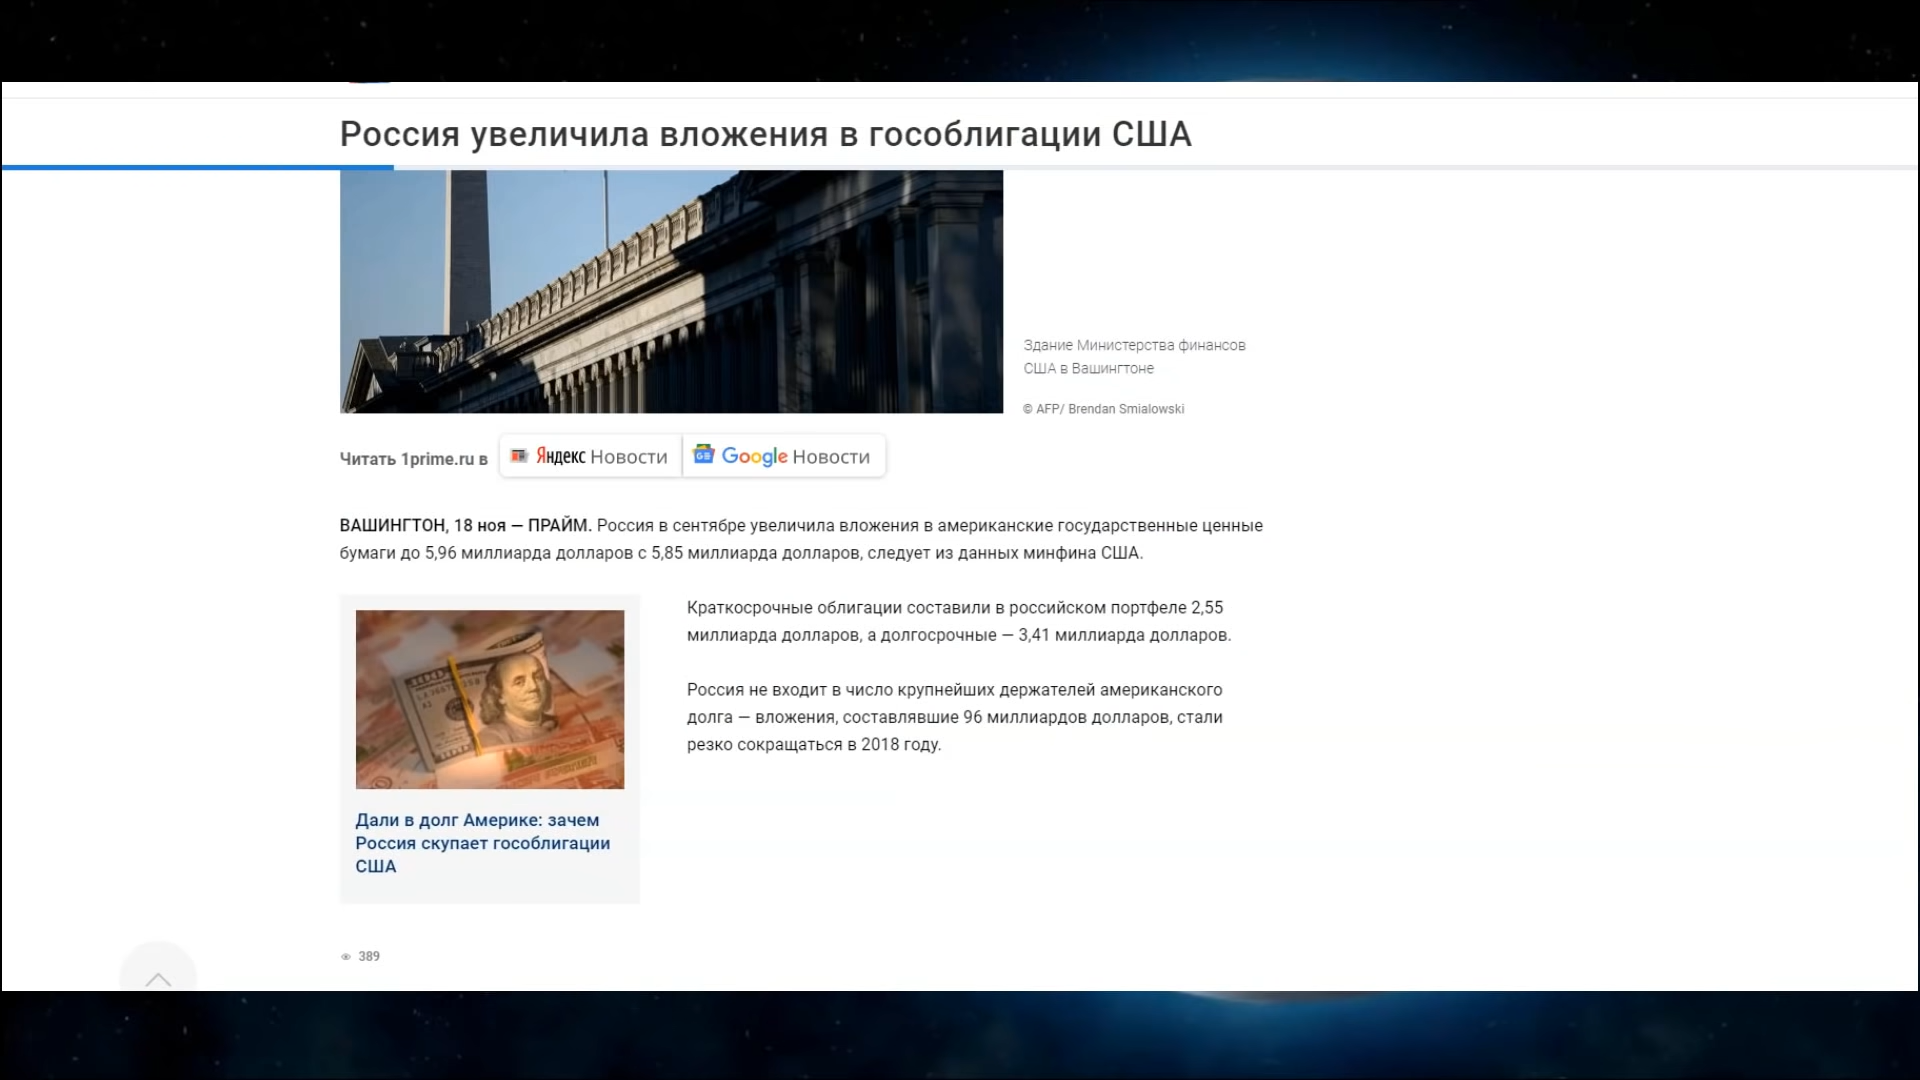 Россия увеличила вложения в гособлигации США
Здание Министерства финансов
США в Вашингтоне
© AFP/ Brendan Smialowski
Читать 1prime.ru в
Яндекс Новости
GE Google Новости
ВАШИНГТОН, 18 ноя — ПРАЙМ. Россия в сентябре увеличила вложения в американские государственные ценные
бумаги до 5,96 миллиарда долларов с 5,85 миллиарда долларов, следует из данных минфина США.
Краткосрочные облигации составили в российском портфеле 2,55
миллиарда долларов, а долгосрочные — 3,41 миллиарда долларов.
Россия не входит в число крупнейших держателей американского
долга — вложения, составлявшие 96 миллиардов долларов, стали
резко сокращаться в 2018 году.
100
Дали в долг Америке: зачем
Россия скупает гособлигации
США
389